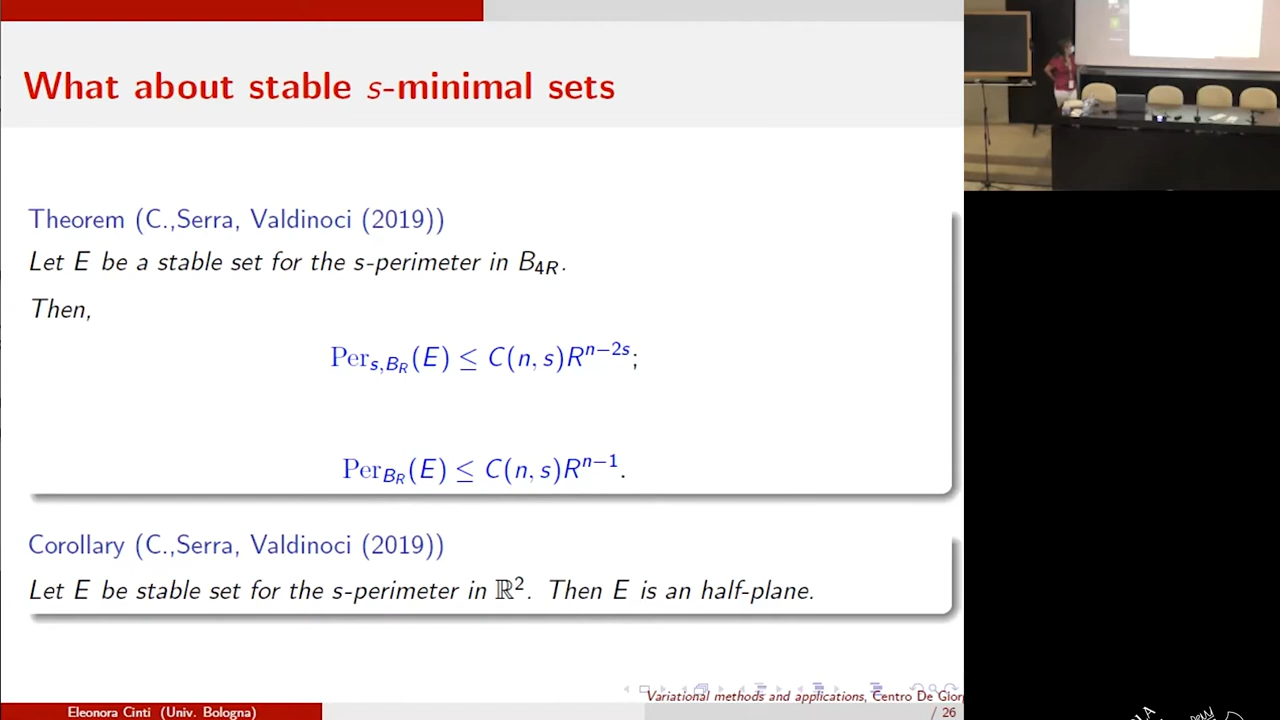 What about stable s-minimal sets
Theorem (C.,Serra, Valdinoci (2019))
Let E be a stable set for the s-perimeter in B_{4R}.
Then,
Per_{s,B_R}(E) ≤ C(n, s)R^{n−2s};
Per_{B_R}(E) ≤ C(n, s)R^{n−1}.
Corollary (C.,Serra, Valdinoci (2019))
Let E be stable set for the s-perimeter in ℝ². Then E is an half-plane.
Variational methods and applications, Centro De Gior
Eleonora Cinti (Univ. Bologna)
/ 26